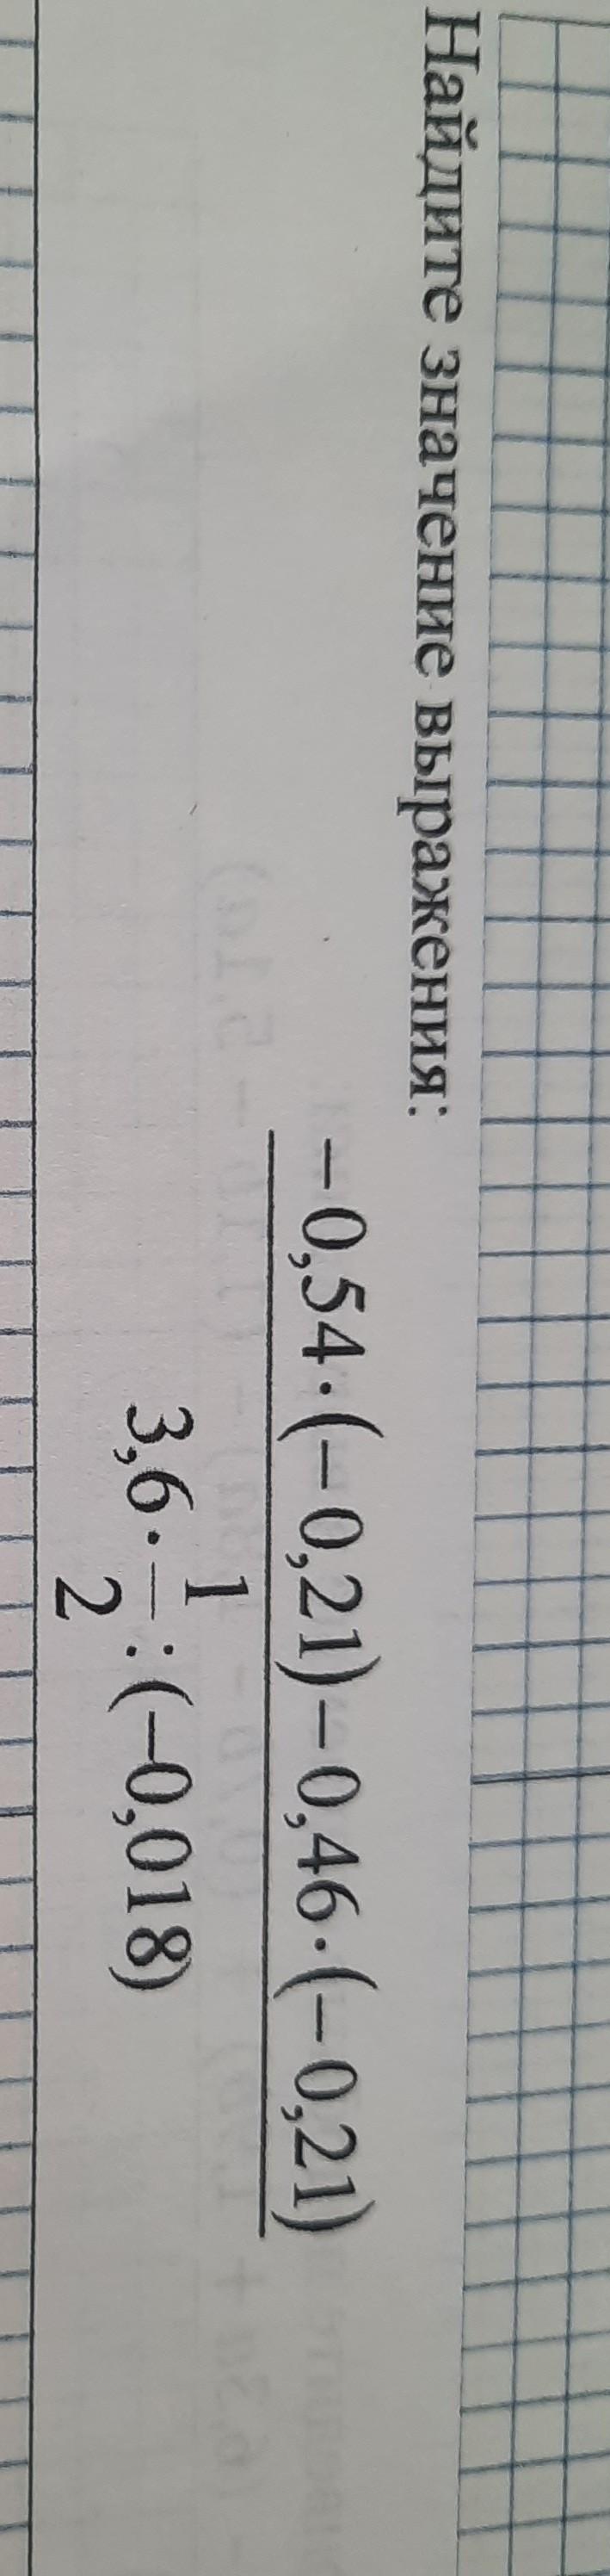 Найдите значение выражения:
−0,54·(−0,21)−0,46·(−0,21)
3,6·1/2:(−0,018)